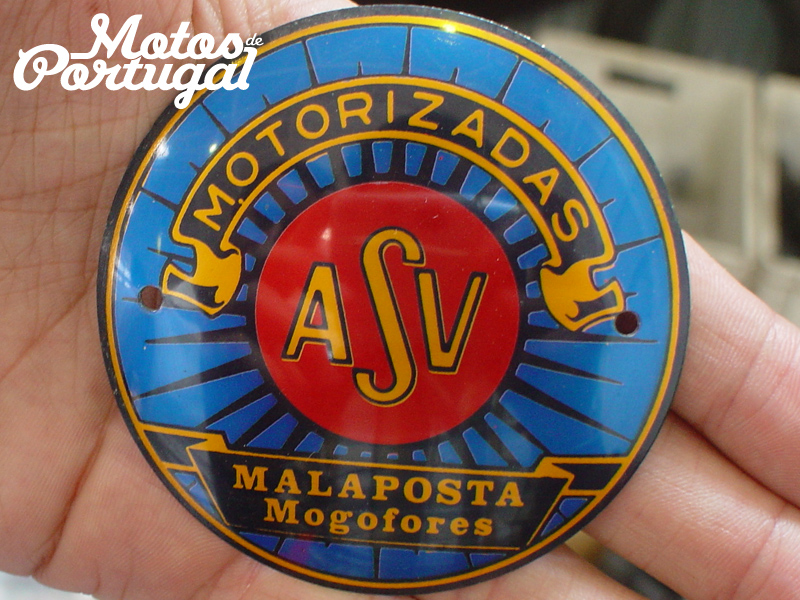 Motos de
Portugal
MOTORIZADAS
ASV
MALAPOSTA
Mogofores